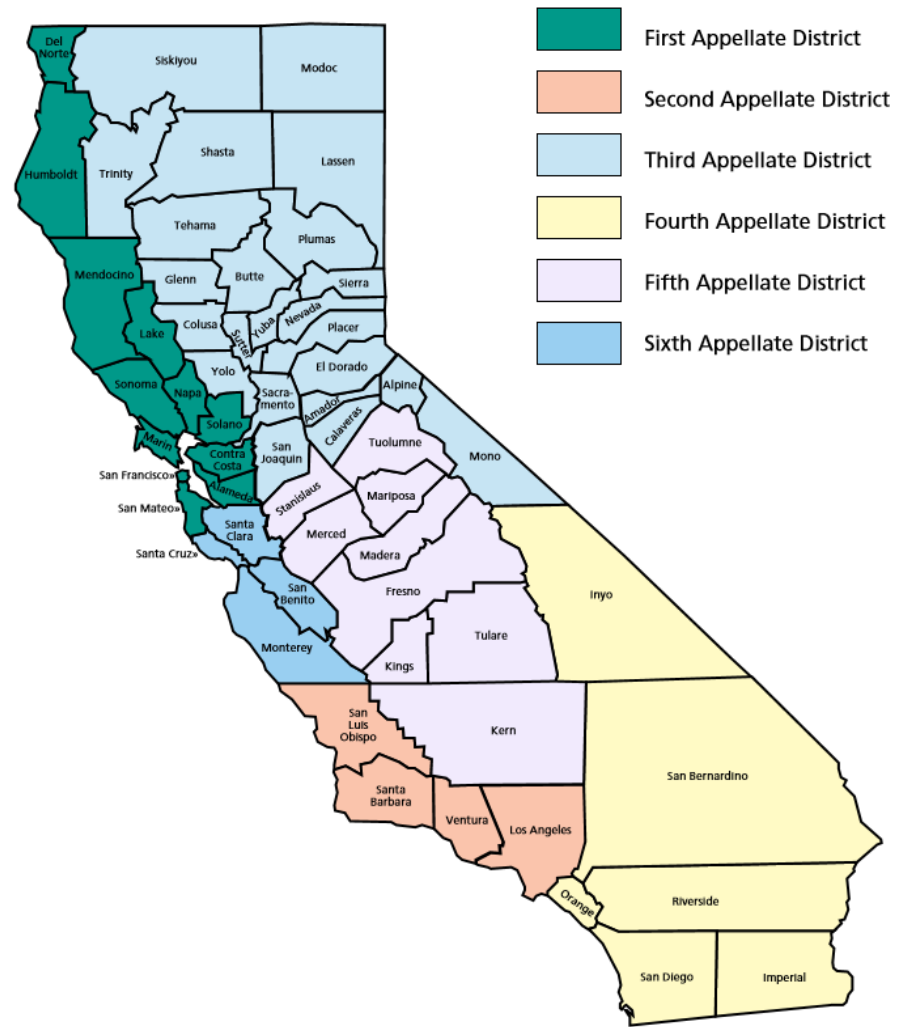 First Appellate District
Second Appellate District
Third Appellate District
Fourth Appellate District
Fifth Appellate District
Sixth Appellate District
Del
Norte
Siskiyou
Modoc
Humboldt
Trinity
Shasta
Lassen
Tehama
Plumas
Mendocino
Glenn
Butte
Sierra
Lake
Colusa
Sutter
Yuba
Nevada
Placer
Sonoma
Napa
Yolo
El Dorado
Sacra-
mento
Amador
Alpine
Solano
Calaveras
Marin
Contra
Costa
San
Joaquin
Tuolumne
Mono
San Francisco»
Alameda
Stanislaus
Mariposa
San Mateo»
Santa
Clara
Merced
Santa Cruz»
Madera
San
Benito
Fresno
Inyo
Monterey
Kings
Tulare
San
Luis
Obispo
Kern
San Bernardino
Santa
Barbara
Ventura
Los Angeles
Orange
Riverside
San Diego
Imperial